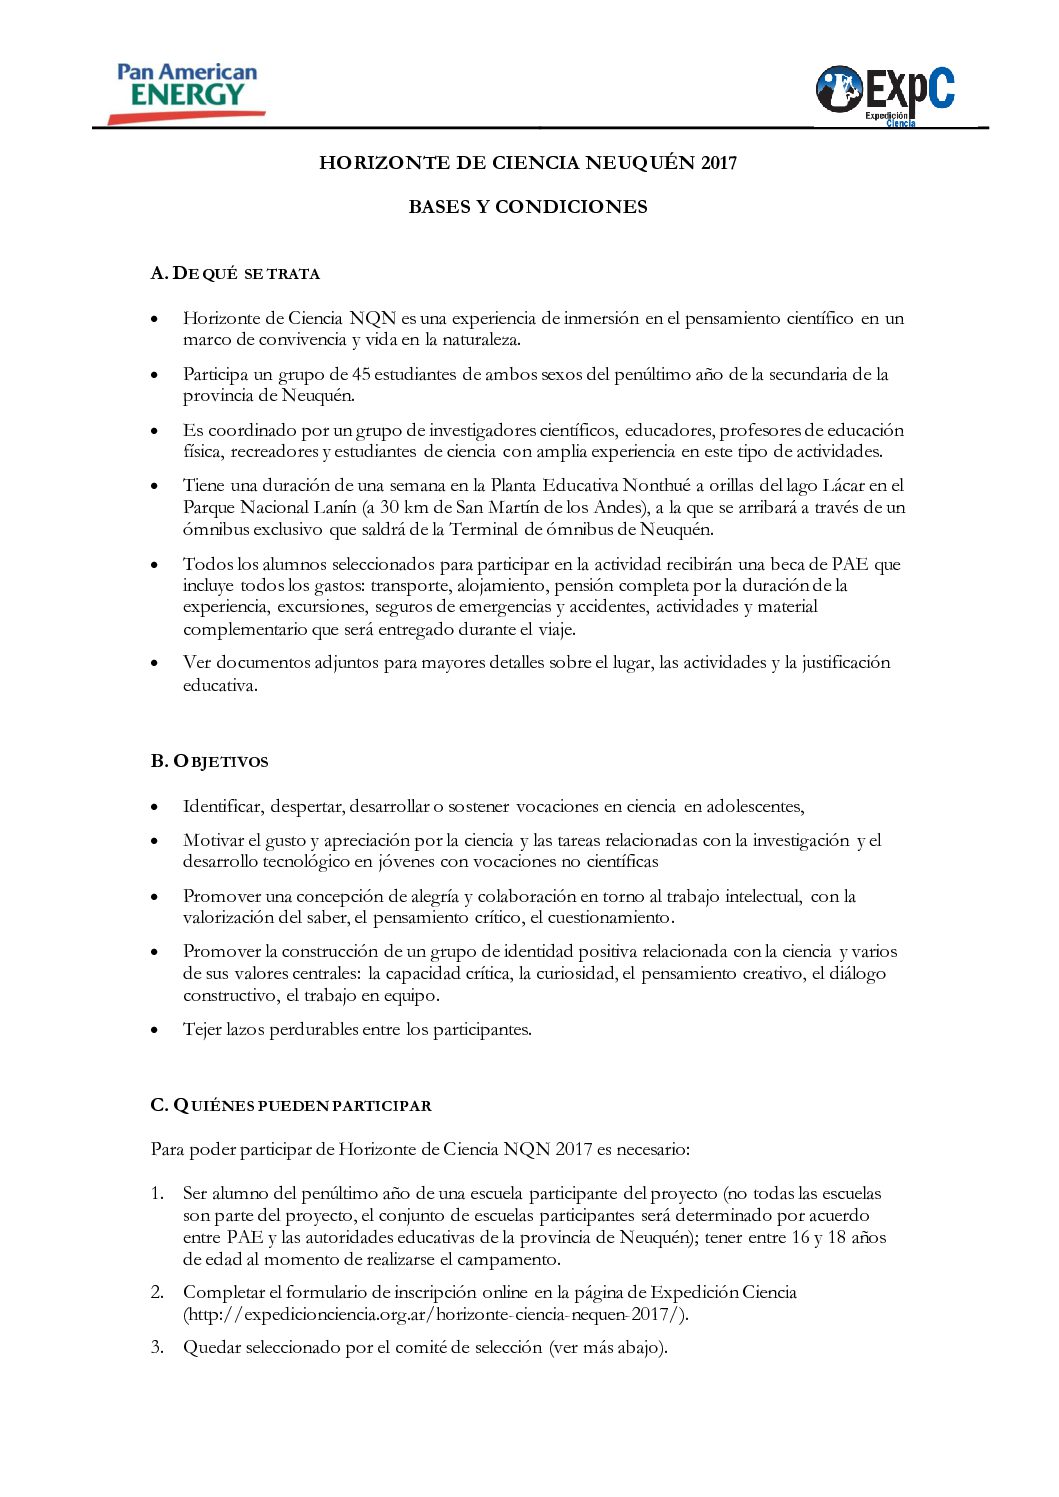 Pan American
ENERGY
ExpC
Expedición
Ciencia
HORIZONTE DE CIENCIA NEUQUÉN 2017
BASES Y CONDICIONES
A. DE QUÉ SE TRATA
• Horizonte de Ciencia NQN es una experiencia de inmersión en el pensamiento científico en un
marco de convivencia y vida en la naturaleza.
• Participa un grupo de 45 estudiantes de ambos sexos del penúltimo año de la secundaria de la
provincia de Neuquén.
• Es coordinado por un grupo de investigadores científicos, educadores, profesores de educación
física, recreadores y estudiantes de ciencia con amplia experiencia en este tipo de actividades.
• Tiene una duración de una semana en la Planta Educativa Nonthué a orillas del lago Lácar en el
Parque Nacional Lanín (a 30 km de San Martín de los Andes), a la que se arribará a través de un
ómnibus exclusivo que saldrá de la Terminal de ómnibus de Neuquén.
• Todos los alumnos seleccionados para participar en la actividad recibirán una beca de PAE que
incluye todos los gastos: transporte, alojamiento, pensión completa por la duración de la
experiencia, excursiones, seguros de emergencias y accidentes, actividades y material
complementario que será entregado durante el viaje.
• Ver documentos adjuntos para mayores detalles sobre el lugar, las actividades y la justificación
educativa.
B. OBJETIVOS
• Identificar, despertar, desarrollar o sostener vocaciones en ciencia en adolescentes,
• Motivar el gusto y apreciación por la ciencia y las tareas relacionadas con la investigación y el
desarrollo tecnológico en jóvenes con vocaciones no científicas
• Promover una concepción de alegría y colaboración en torno al trabajo intelectual, con la
valorización del saber, el pensamiento crítico, el cuestionamiento.
• Promover la construcción de un grupo de identidad positiva relacionada con la ciencia y varios
de sus valores centrales: la capacidad crítica, la curiosidad, el pensamiento creativo, el diálogo
constructivo, el trabajo en equipo.
• Tejer lazos perdurables entre los participantes.
C. QUIÉNES PUEDEN PARTICIPAR
Para poder participar de Horizonte de Ciencia NQN 2017 es necesario:
1. Ser alumno del penúltimo año de una escuela participante del proyecto (no todas las escuelas
son parte del proyecto, el conjunto de escuelas participantes será determinado por acuerdo
entre PAE y las autoridades educativas de la provincia de Neuquén); tener entre 16 y 18 años
de edad al momento de realizarse el campamento.
2. Completar el formulario de inscripción online en la página de Expedición Ciencia
(http://expedicionciencia.org.ar/horizonte-ciencia-nequen-2017/).
3. Quedar seleccionado por el comité de selección (ver más abajo).